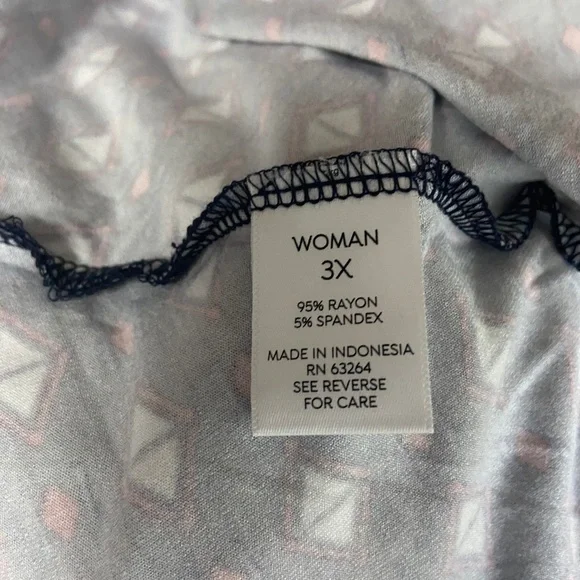 WOMAN
3X
95% RAYON
5% SPANDEX
MADE IN INDONESIA
RN 63264
SEE REVERSE
FOR CARE